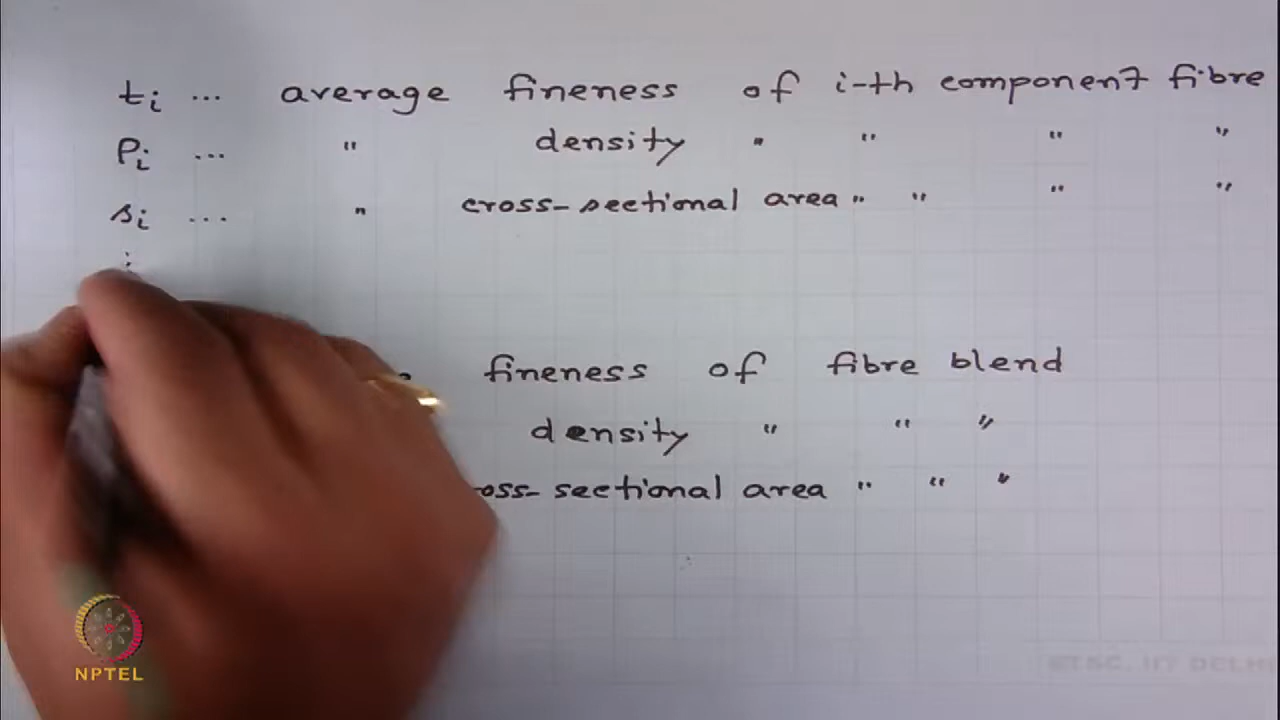 ti ... average fineness of i-th component fibre
ρi ... " density " " " "
si ... " cross-sectional area " " " "
:
fineness of fibre blend
density " " "
oss-sectional area " " "
NPTEL